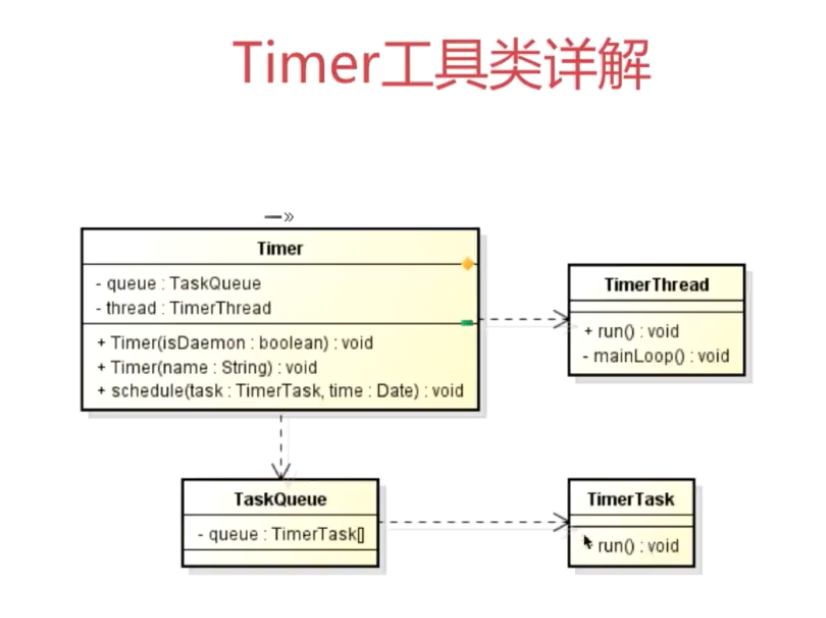 Timer工具类详解
Timer
- queue : TaskQueue
- thread : TimerThread
+ Timer(isDaemon : boolean) : void
+ Timer(name : String) : void
+ schedule(task : TimerTask, time : Date) : void
TimerThread
+ run() : void
- mainLoop() : void
TaskQueue
- queue : TimerTask[]
TimerTask
run() : void